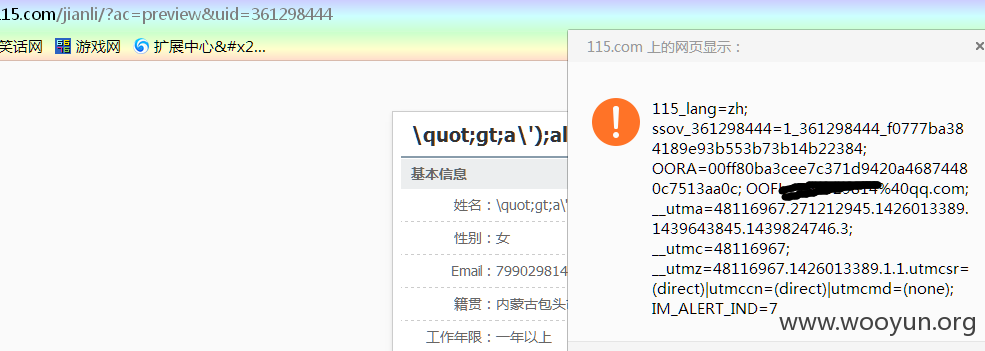 115.com/jianli/?ac=preview&uid=361298444
笑话网 游戏网 扩展中心&#x2...
115.com 上的网页显示：
\quot;gt;a\');al
基本信息
姓名：\quot;gt;a\'
性别：女
Email：799029814
籍贯：内蒙古包头
工作年限：一年以上
115_lang=zh;
ssov_361298444=1_361298444_f0777ba38
4189e93b553b73b14b22384;
OORA=00ff80ba3cee7c371d9420a4687448
0c7513aa0c; %40qq.com;
__utma=48116967.271212945.1426013389.
1439643845.1439824746.3;
__utmc=48116967;
__utmz=48116967.1426013389.1.1.utmcsr=
(direct)|utmccn=(direct)|utmcmd=(none);
IM_ALERT_IND=7
www.wooyun.org